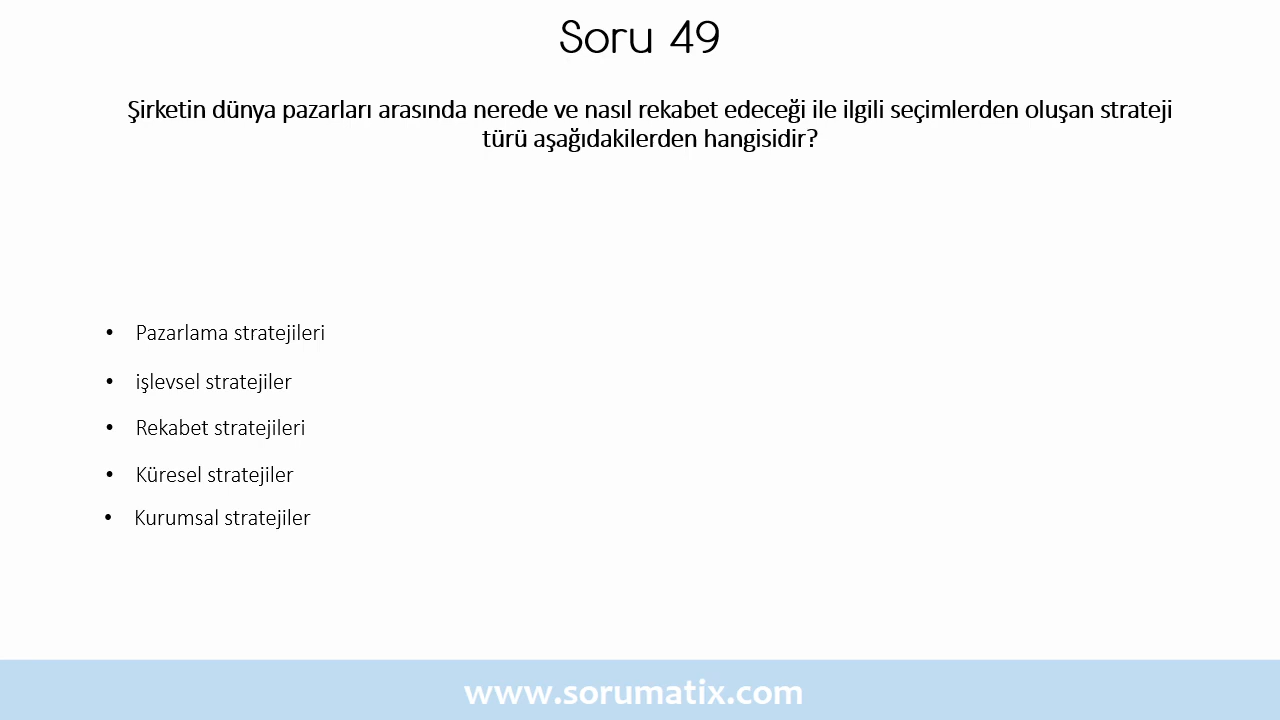 Soru 49
Şirketin dünya pazarları arasında nerede ve nasıl rekabet edeceği ile ilgili seçimlerden oluşan strateji
türü aşağıdakilerden hangisidir?
• Pazarlama stratejileri
• işlevsel stratejiler
• Rekabet stratejileri
• Küresel stratejiler
• Kurumsal stratejiler
www.sorumatix.com